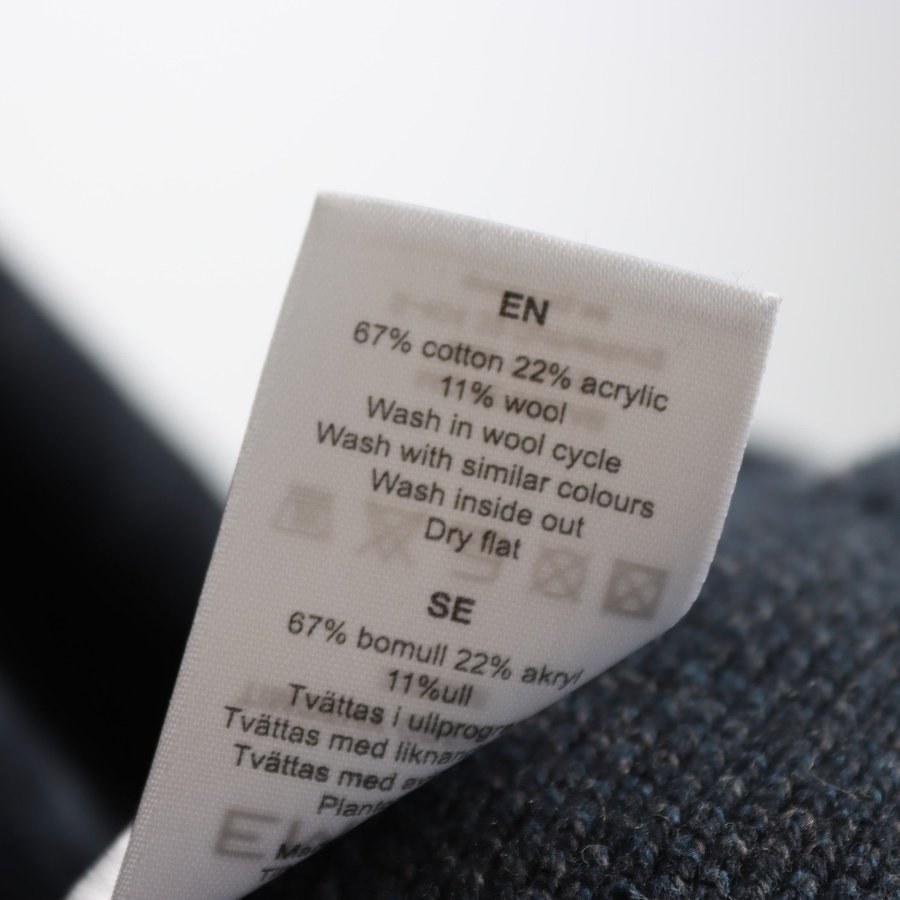 EN
67% cotton 22% acrylic
11% wool
Wash in wool cycle
Wash with similar colours
Wash inside out
Dry flat
SE
67% bomull 22% akryl
11%ull
Tvättas i
Tvättas med
Tvättas med